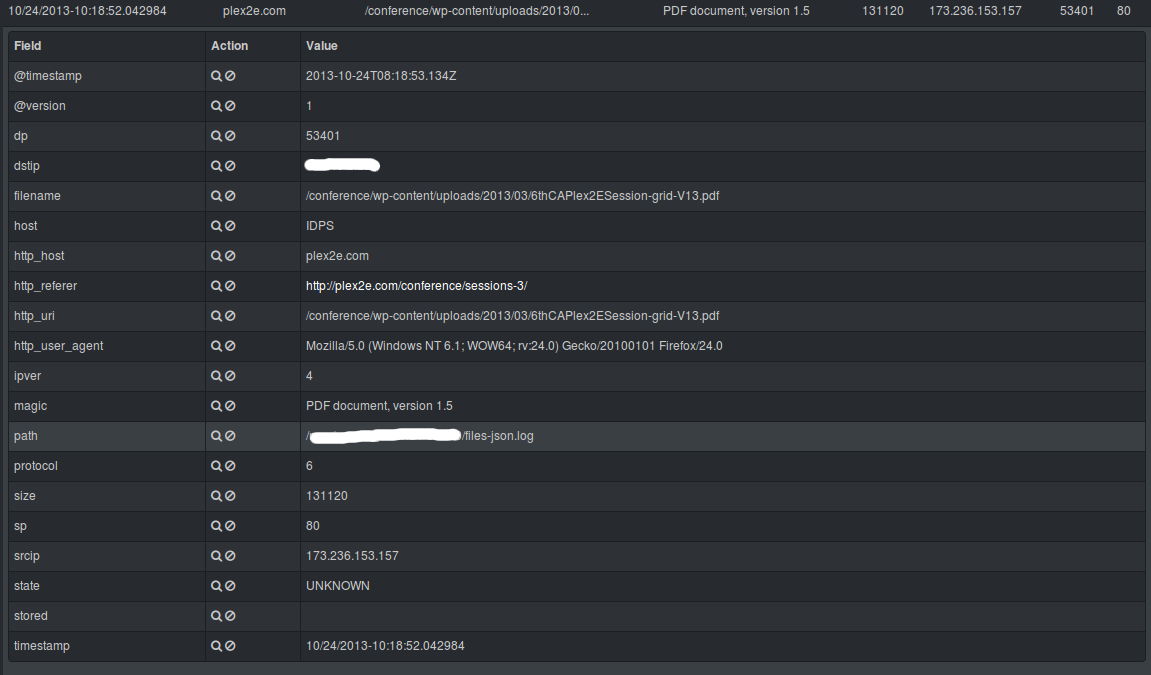 10/24/2013-10:18:52.042984 plex2e.com /conference/wp-content/uploads/2013/0... PDF document, version 1.5 131120 173.236.153.157 53401 80
Field Action Value
@timestamp 2013-10-24T08:18:53.134Z
@version 1
dp 53401
dstip
filename /conference/wp-content/uploads/2013/03/6thCAPlex2ESession-grid-V13.pdf
host IDPS
http_host plex2e.com
http_referer http://plex2e.com/conference/sessions-3/
http_uri /conference/wp-content/uploads/2013/03/6thCAPlex2ESession-grid-V13.pdf
http_user_agent Mozilla/5.0 (Windows NT 6.1; WOW64; rv:24.0) Gecko/20100101 Firefox/24.0
ipver 4
magic PDF document, version 1.5
path / /files-json.log
protocol 6
size 131120
sp 80
srcip 173.236.153.157
state UNKNOWN
stored
timestamp 10/24/2013-10:18:52.042984